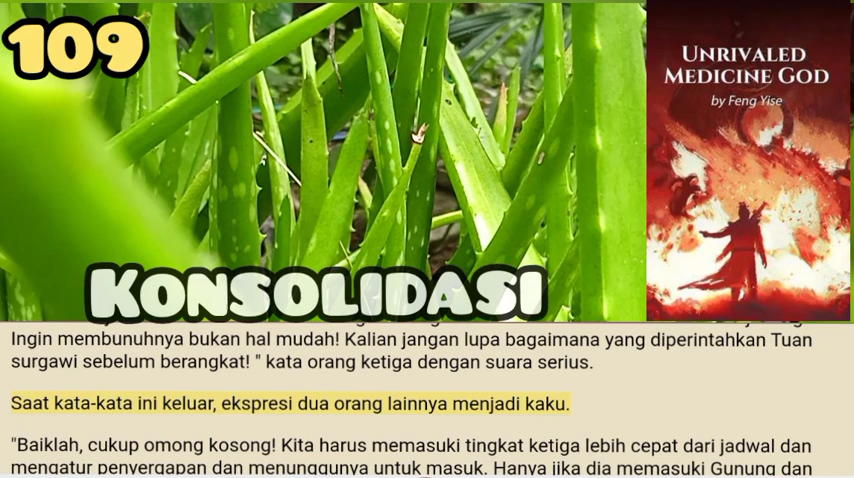 109
UNRIVALED
MEDICINE GOD
by Feng Yise
KONSOLIDASI
Ingin membunuhnya bukan hal mudah! Kalian jangan lupa bagaimana yang diperintahkan Tuan
surgawi sebelum berangkat! " kata orang ketiga dengan suara serius.
Saat kata-kata ini keluar, ekspresi dua orang lainnya menjadi kaku.
"Baiklah, cukup omong kosong! Kita harus memasuki tingkat ketiga lebih cepat dari jadwal dan
mengatur penyergapan dan menunggunya untuk masuk. Hanya jika dia memasuki Gunung dan